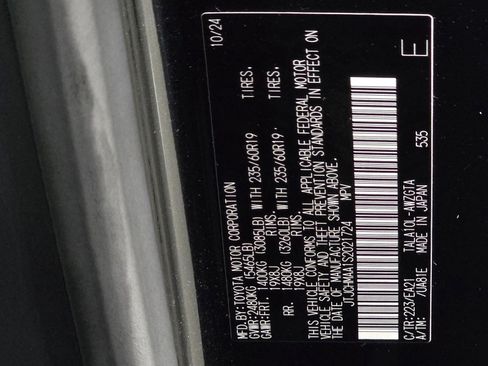 MFD.BY:TOYOTA MOTOR CORPORATION 10/24
GVWR:2480KG (5465LB)
GAWR:FRT. 1400KG (3085LB) WITH 235/60R19 TIRES,
19X8J RIMS,
RR. 1480KG (3260LB) WITH 235/60R19 TIRES,
19X8J RIMS.
THIS VEHICLE CONFORMS TO ALL APPLICABLE FEDERAL MOTOR
VEHICLE SAFETY AND THEFT PREVENTION STANDARDS IN EFFECT ON
THE DATE OF MANUFACTURE SHOWN ABOVE.
JTJCHMAA1S2021724 MPV
C/TR:223/EA21 TALA10L-AWZGTA
A/TM: /UA81E MADE IN JAPAN 535
E